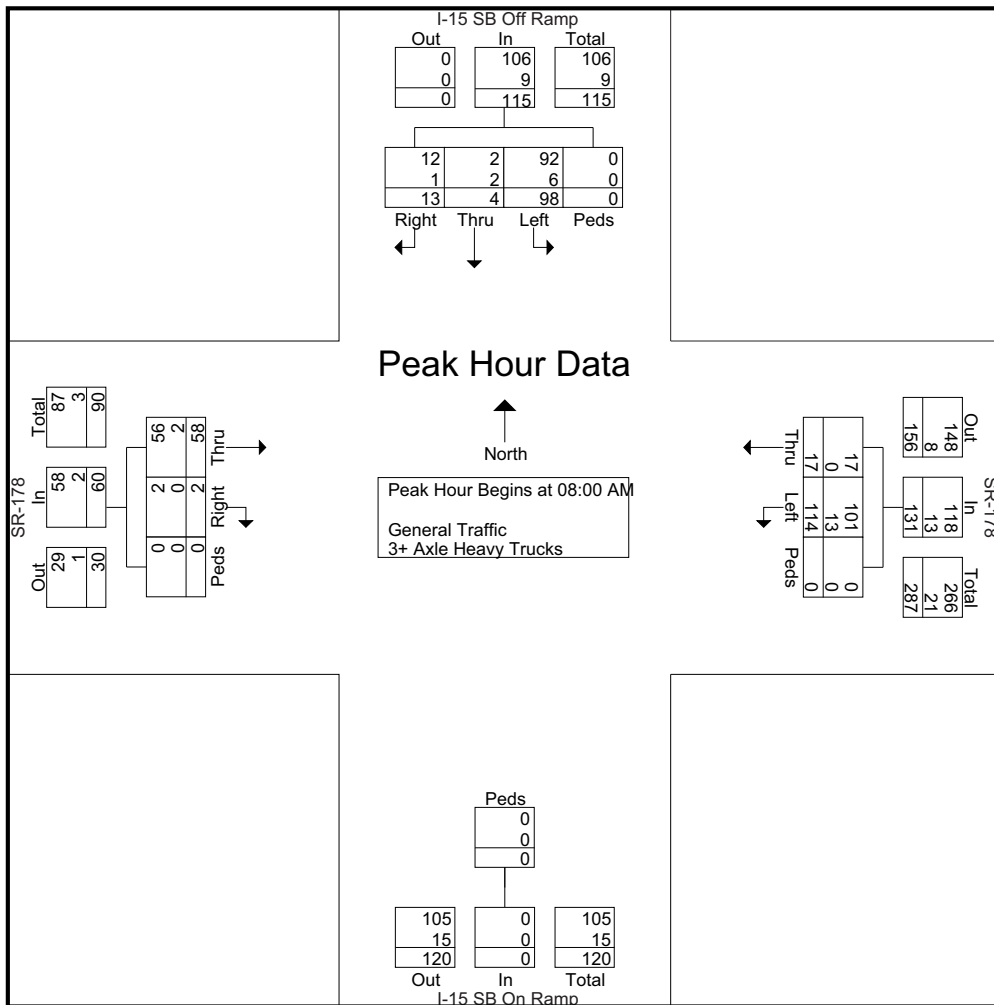 I-15 SB Off Ramp
Out In Total
0 106 106
0 9 9
0 115 115
12 2 92 0
1 2 6 0
13 4 98 0
Right Thru Left Peds
Peak Hour Data
North
Peak Hour Begins at 08:00 AM
General Traffic
3+ Axle Heavy Trucks
SR-178
Out In Total
29 58 87
1 2 3
30 60 90
Peds Right Thru
0 2 56
0 0 2
0 2 58
SR-178
Out In Total
148 118 266
8 13 21
156 131 287
Thru Left Peds
17 101 0
0 13 0
17 114 0
Peds
0
0
0
105 0 105
15 0 15
120 0 120
Out In Total
I-15 SB On Ramp